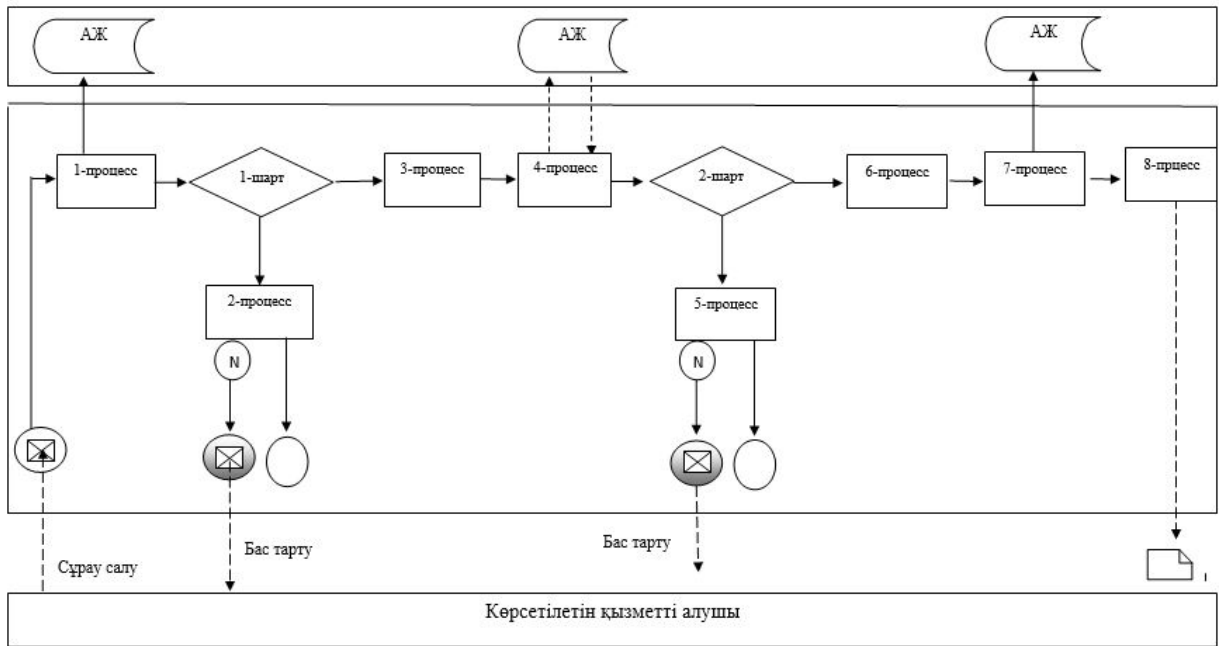 АЖ
АЖ
АЖ
1-процесс
1-шарт
3-процесс
4-процесс
2-шарт
6-процесс
7-процесс
8-прцесс
2-процесс
5-процесс
N
N
Сұрау салу
Бас тарту
Бас тарту
Көрсетілетін қызметті алушы